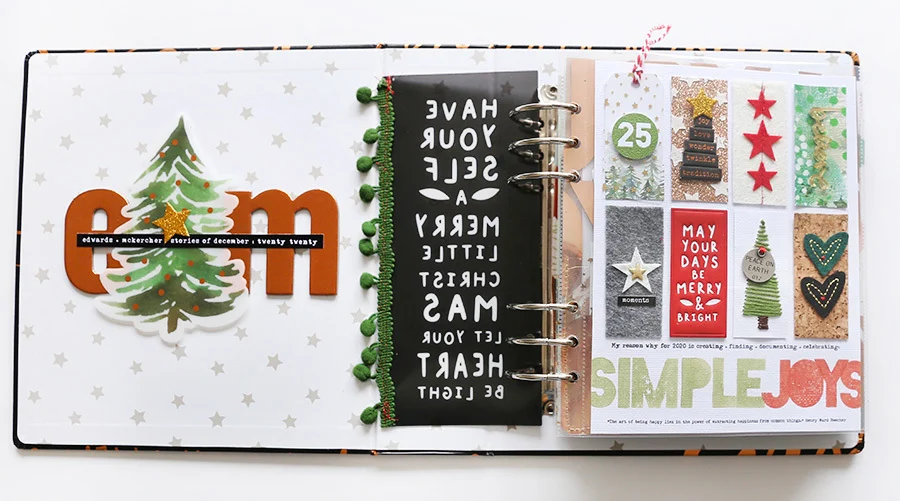 e m
edwards . mckercher . stories of december . twenty twenty
HAVE
YOUR
SELF
A
MERRY
LITTLE
CHRIST
MAS
LET YOUR
HEART
BE LIGHT
25
joy
love
wonder
twinkle
tradition
moments
MAY
YOUR
DAYS
BE
MERRY
&
BRIGHT
PEACE ON
EARTH
My reason why for 2020 is creating . finding . documenting . celebrating.
SIMPLE JOYS
"The art of being happy lies in the power of extracting happiness from common things." Henry Ward Beecher